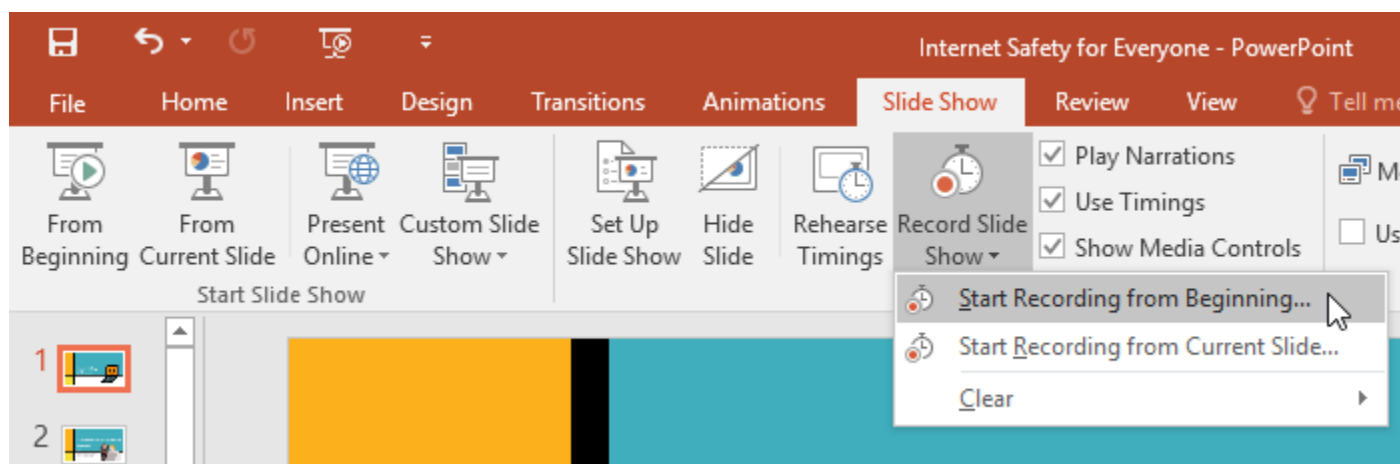 Internet Safety for Everyone - PowerPoint
File Home Insert Design Transitions Animations Slide Show Review View Tell me
From Beginning
From Current Slide
Present Online
Custom Slide Show
Set Up Slide Show
Hide Slide
Rehearse Timings
Record Slide Show
Play Narrations
Use Timings
Show Media Controls
Start Slide Show
Start Recording from Beginning...
Start Recording from Current Slide...
Clear
1
2